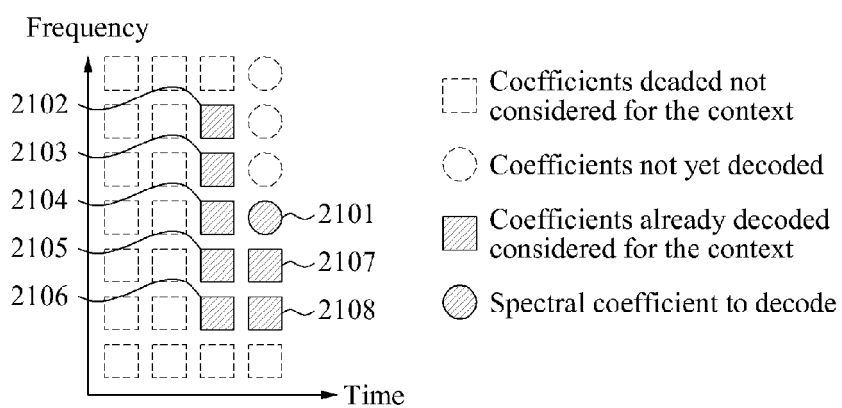 Frequency
2102
2103
2104
2105
2106
2101
2107
2108
Time
Coefficients deaded not
considered for the context
Coefficients not yet decoded
Coefficients already decoded
considered for the context
Spectral coefficient to decode